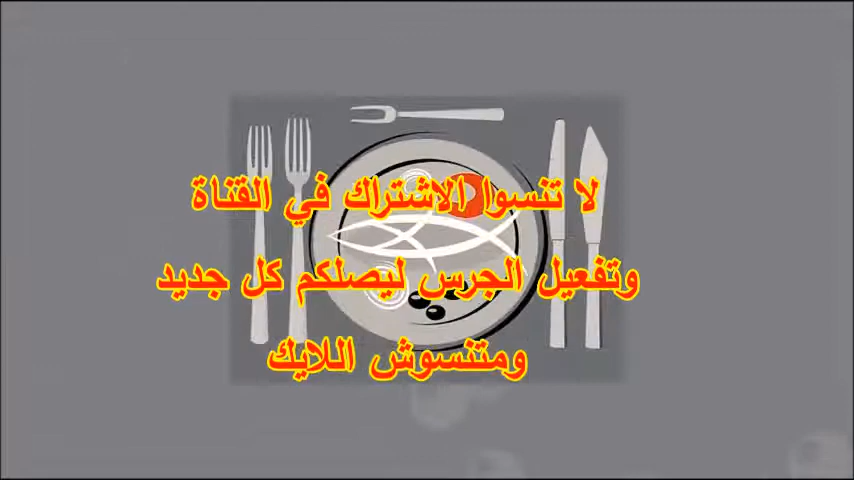 لا تنسوا الاشتراك في القناة
وتفعيل الجرس ليصلكم كل جديد
ومتنسوش اللايك